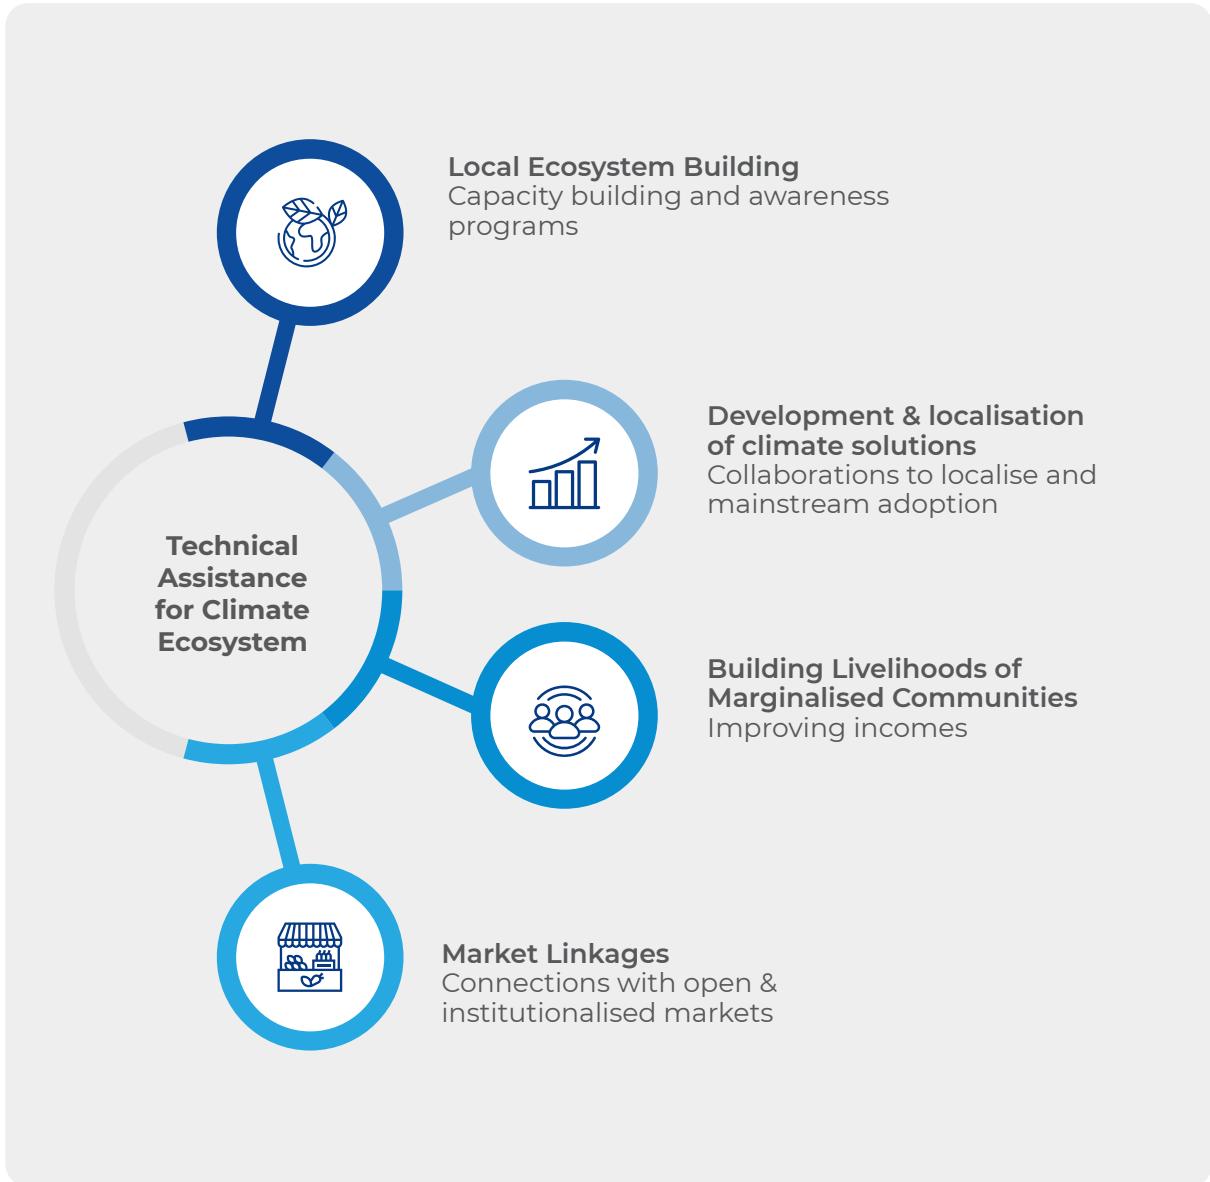 Local Ecosystem Building
Capacity building and awareness
programs
Development & localisation
of climate solutions
Collaborations to localise and
mainstream adoption
Technical
Assistance
for Climate
Ecosystem
Building Livelihoods of
Marginalised Communities
Improving incomes
Market Linkages
Connections with open &
institutionalised markets